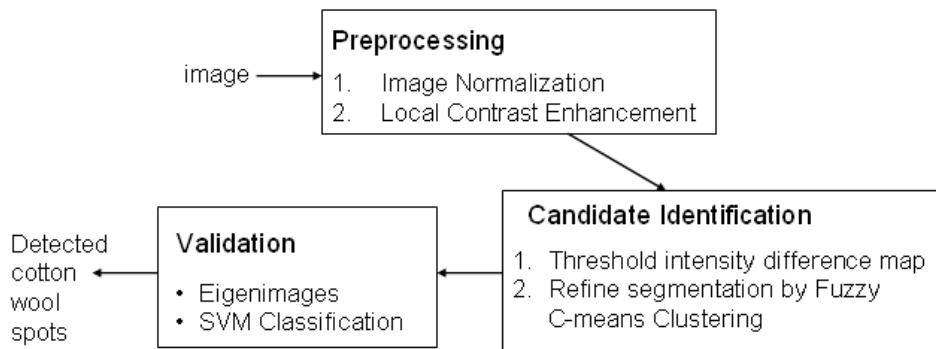 image
Preprocessing
1. Image Normalization
2. Local Contrast Enhancement
Candidate Identification
1. Threshold intensity difference map
2. Refine segmentation by Fuzzy
C-means Clustering
Validation
• Eigenimages
• SVM Classification
Detected
cotton
wool
spots